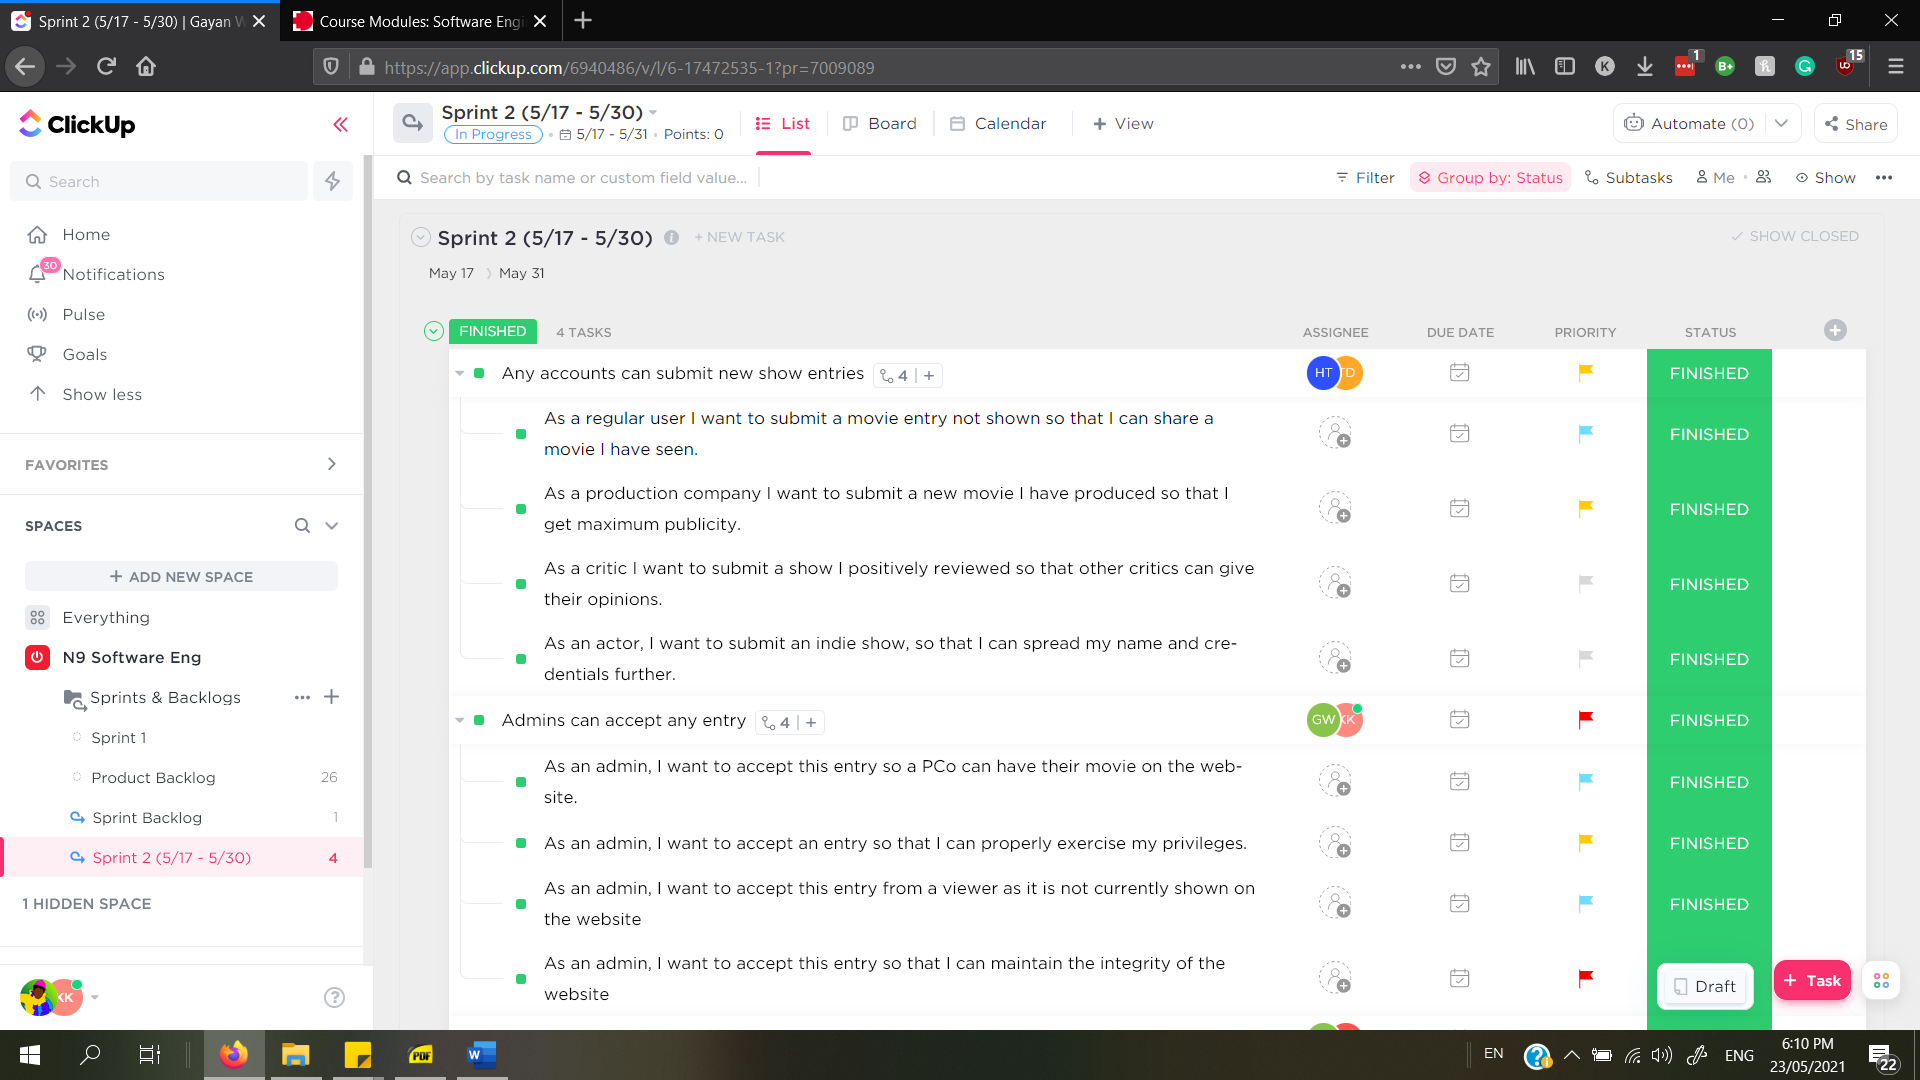 Sprint 2 (5/17 - 5/30) | Gayan W
Course Modules: Software Engi
https://app.clickup.com/6940486/v/l/6-17472535-1?pr=7009089
1
15
ClickUp
Search
Home
30
Notifications
Pulse
Goals
Show less
FAVORITES
SPACES
+ ADD NEW SPACE
Everything
N9 Software Eng
Sprints & Backlogs
Sprint 1
Product Backlog 26
Sprint Backlog 1
Sprint 2 (5/17 - 5/30) 4
1 HIDDEN SPACE
KK
Sprint 2 (5/17 - 5/30)
In Progress 5/17 - 5/31 Points: 0
List
Board
Calendar
+ View
Automate (0)
Share
Search by task name or custom field value...
Filter
Group by: Status
Subtasks
Me
Show
Sprint 2 (5/17 - 5/30) + NEW TASK
SHOW CLOSED
May 17 May 31
FINISHED 4 TASKS ASSIGNEE DUE DATE PRIORITY STATUS
Any accounts can submit new show entries 4 + HT TD FINISHED
As a regular user I want to submit a movie entry not shown so that I can share a
movie I have seen.
FINISHED
As a production company I want to submit a new movie I have produced so that I
get maximum publicity.
FINISHED
As a critic I want to submit a show I positively reviewed so that other critics can give
their opinions.
FINISHED
As an actor, I want to submit an indie show, so that I can spread my name and cre-
dentials further.
FINISHED
Admins can accept any entry 4 + GW KK FINISHED
As an admin, I want to accept this entry so a PCo can have their movie on the web-
site.
FINISHED
As an admin, I want to accept an entry so that I can properly exercise my privileges. FINISHED
As an admin, I want to accept this entry from a viewer as it is not currently shown on
the website
FINISHED
As an admin, I want to accept this entry so that I can maintain the integrity of the
website
Draft
+ Task
EN
ENG
6:10 PM
23/05/2021
22